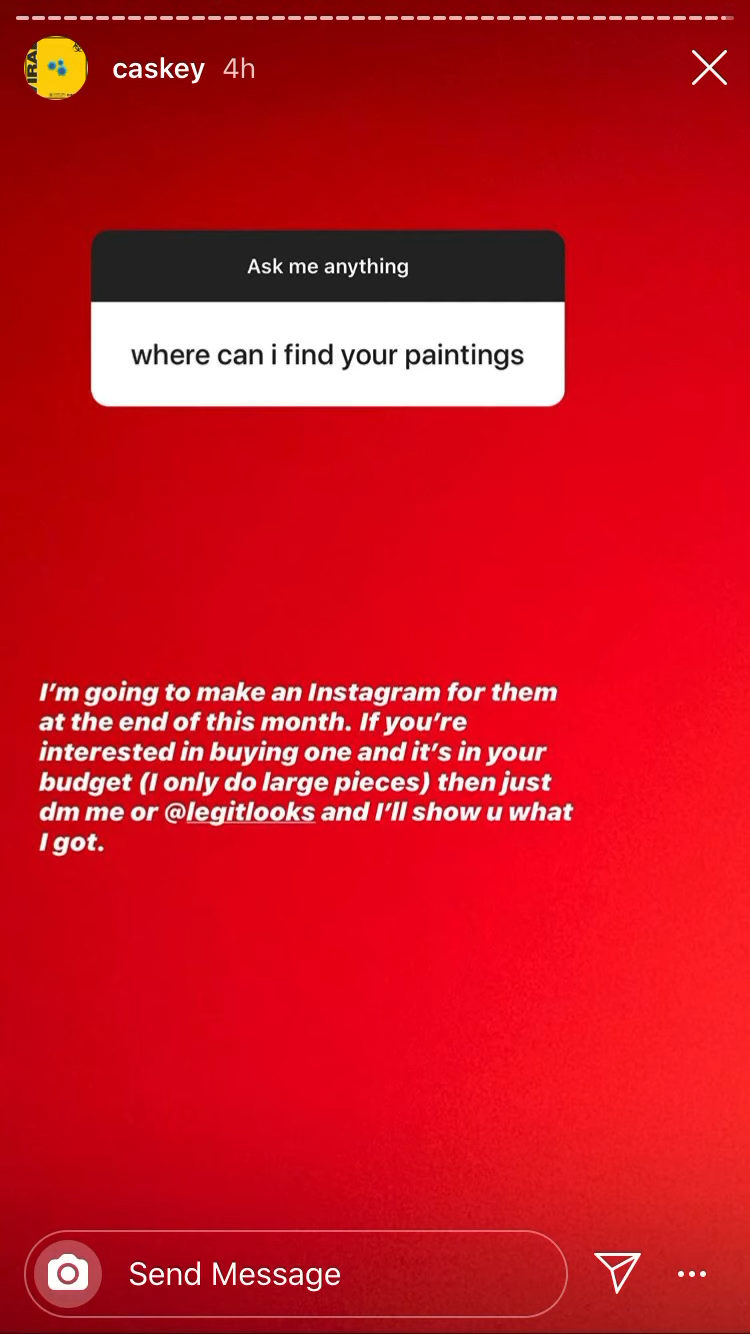 caskey 4h
Ask me anything
where can i find your paintings
I’m going to make an Instagram for them
at the end of this month. If you’re
interested in buying one and it’s in your
budget (I only do large pieces) then just
dm me or @legitlooks and I’ll show u what
I got.
Send Message